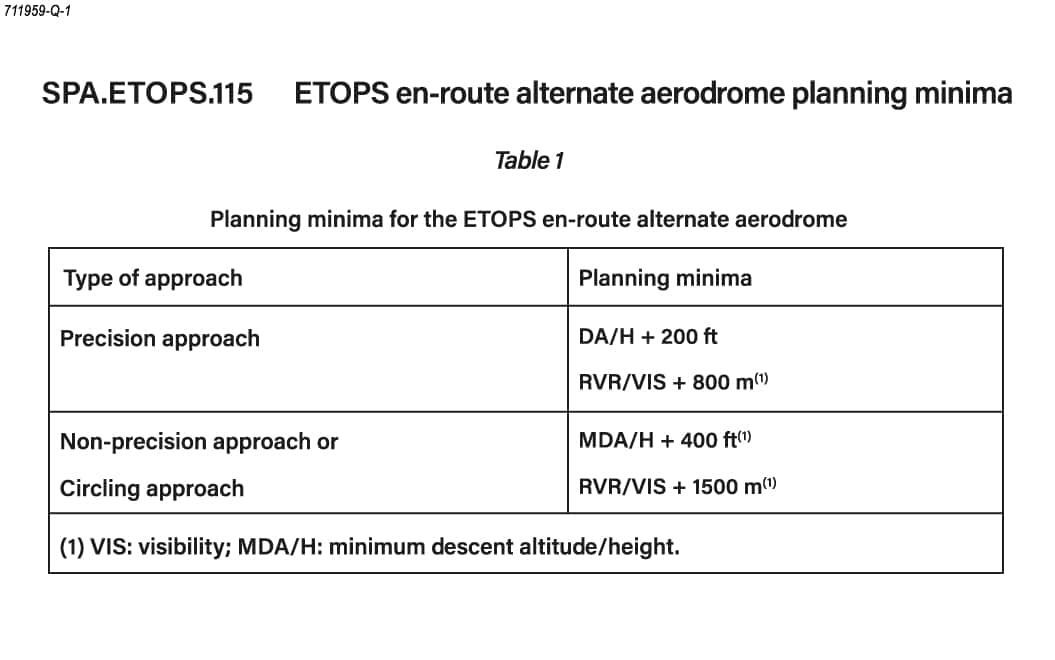 711959-Q-1
SPA.ETOPS.115 ETOPS en-route alternate aerodrome planning minima
Table 1
Planning minima for the ETOPS en-route alternate aerodrome
Type of approach Planning minima
Precision approach DA/H + 200 ft
RVR/VIS + 800 m(1)
Non-precision approach or MDA/H + 400 ft(1)
Circling approach RVR/VIS + 1500 m(1)
(1) VIS: visibility; MDA/H: minimum descent altitude/height.